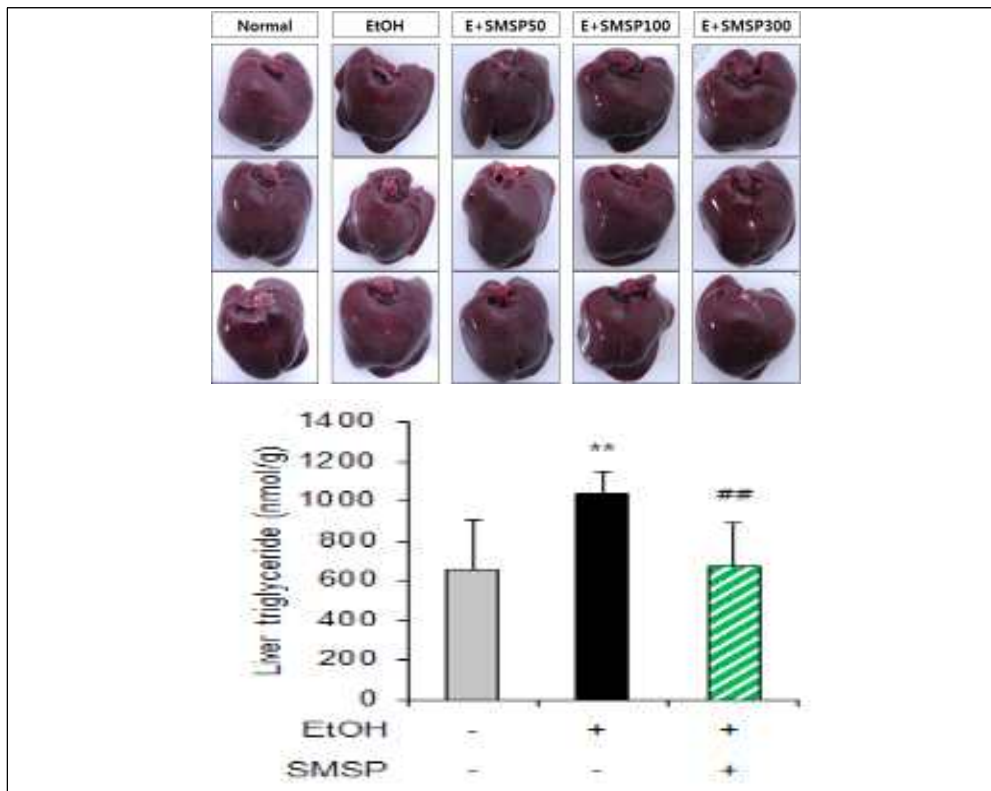 Normal EtOH E+SMSP50 E+SMSP100 E+SMSP300
Liver triglyceride (nmol/g)
1400
1200
1000
800
600
400
200
0
**
##
EtOH - + +
SMSP - - +